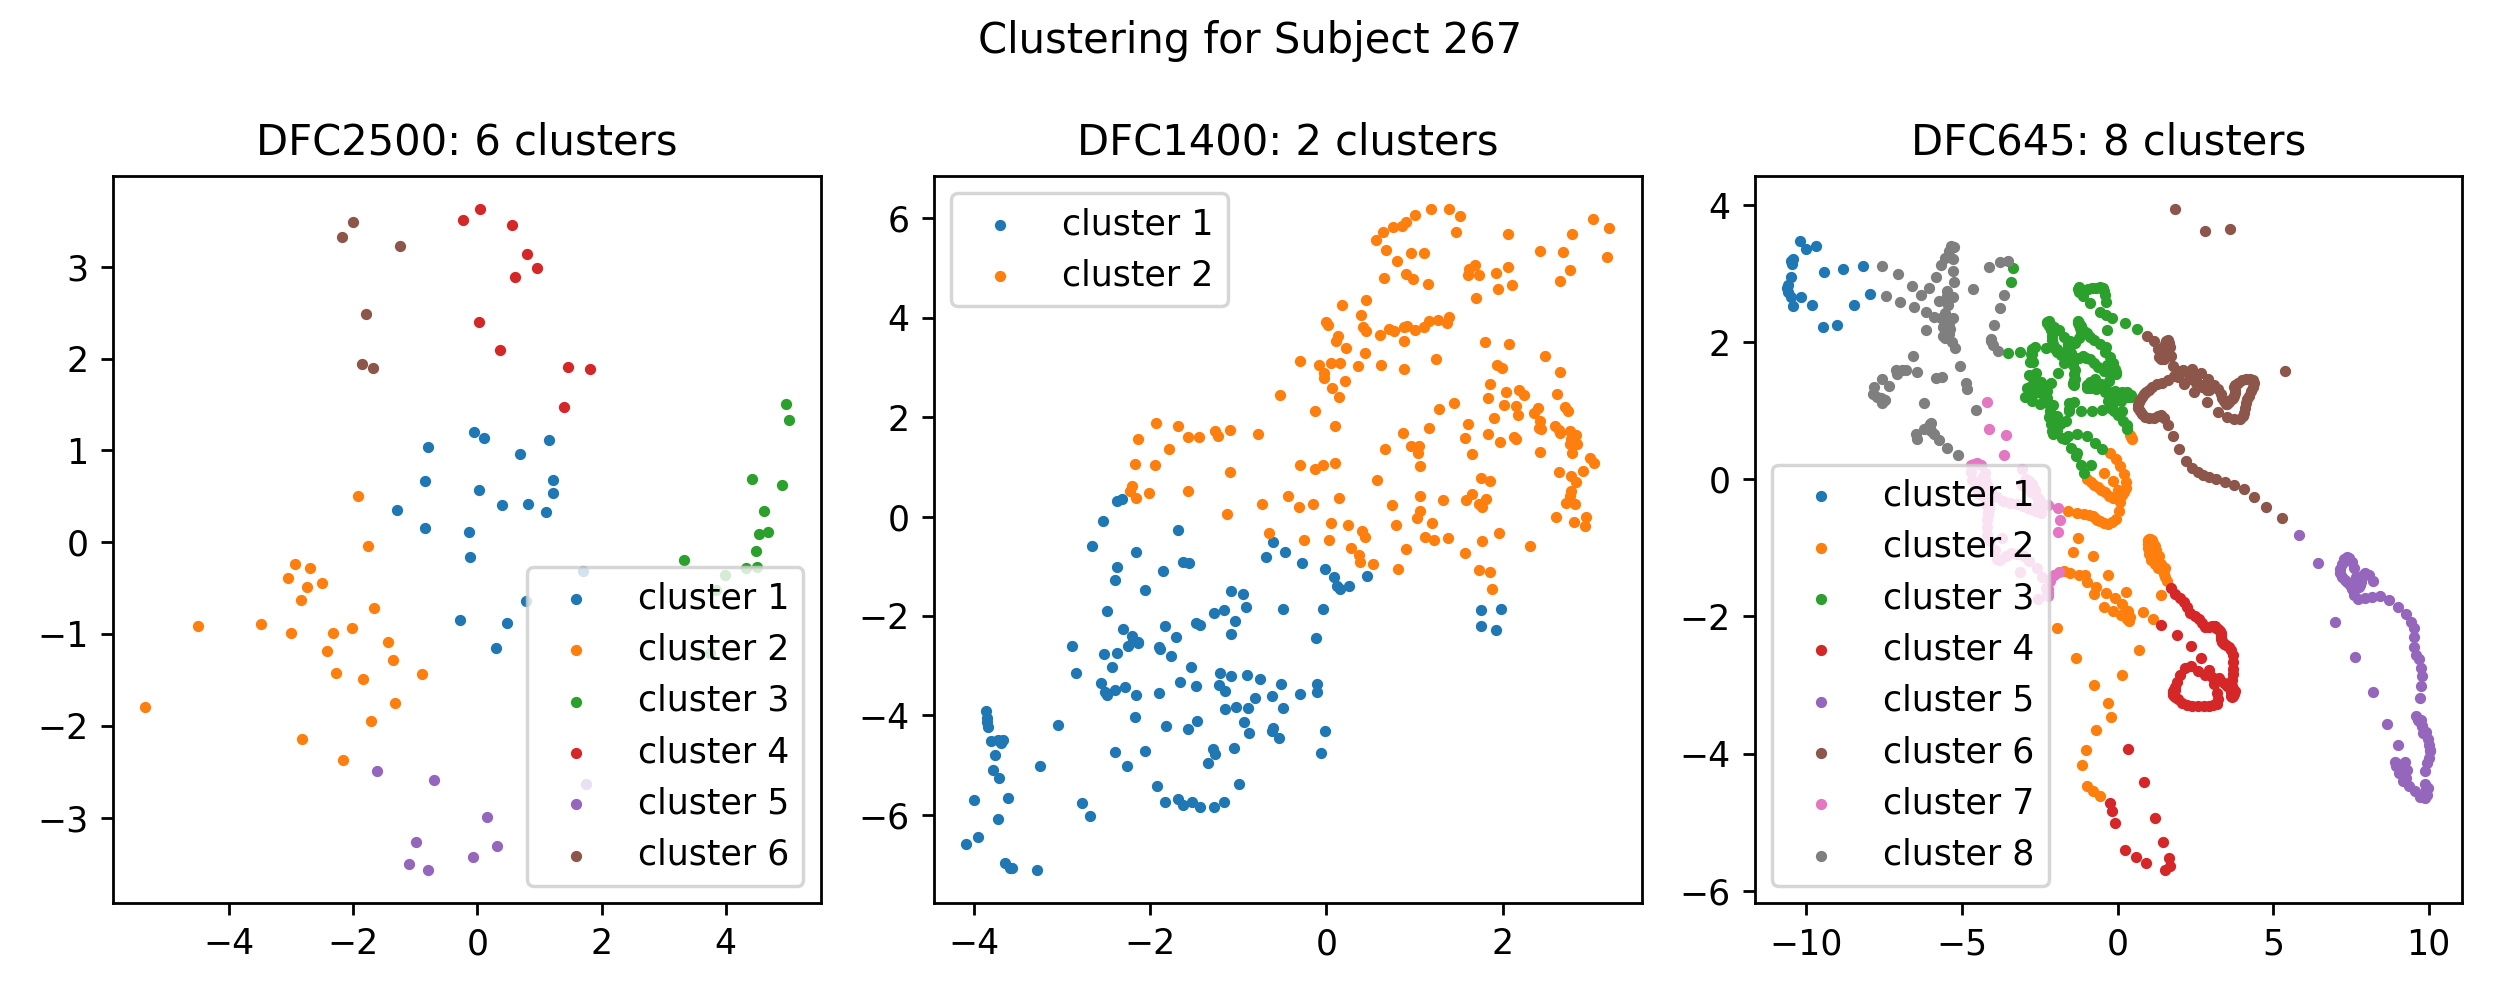 Clustering for Subject 267
DFC2500: 6 clusters
3
2
1
0
−1
−2
−3
−4
−2
0
2
4
cluster 1
cluster 2
cluster 3
cluster 4
cluster 5
cluster 6
DFC1400: 2 clusters
6
4
2
0
−2
−4
−6
−4
−2
0
2
cluster 1
cluster 2
DFC645: 8 clusters
4
2
0
−2
−4
−6
−10
−5
0
5
10
cluster 1
cluster 2
cluster 3
cluster 4
cluster 5
cluster 6
cluster 7
cluster 8